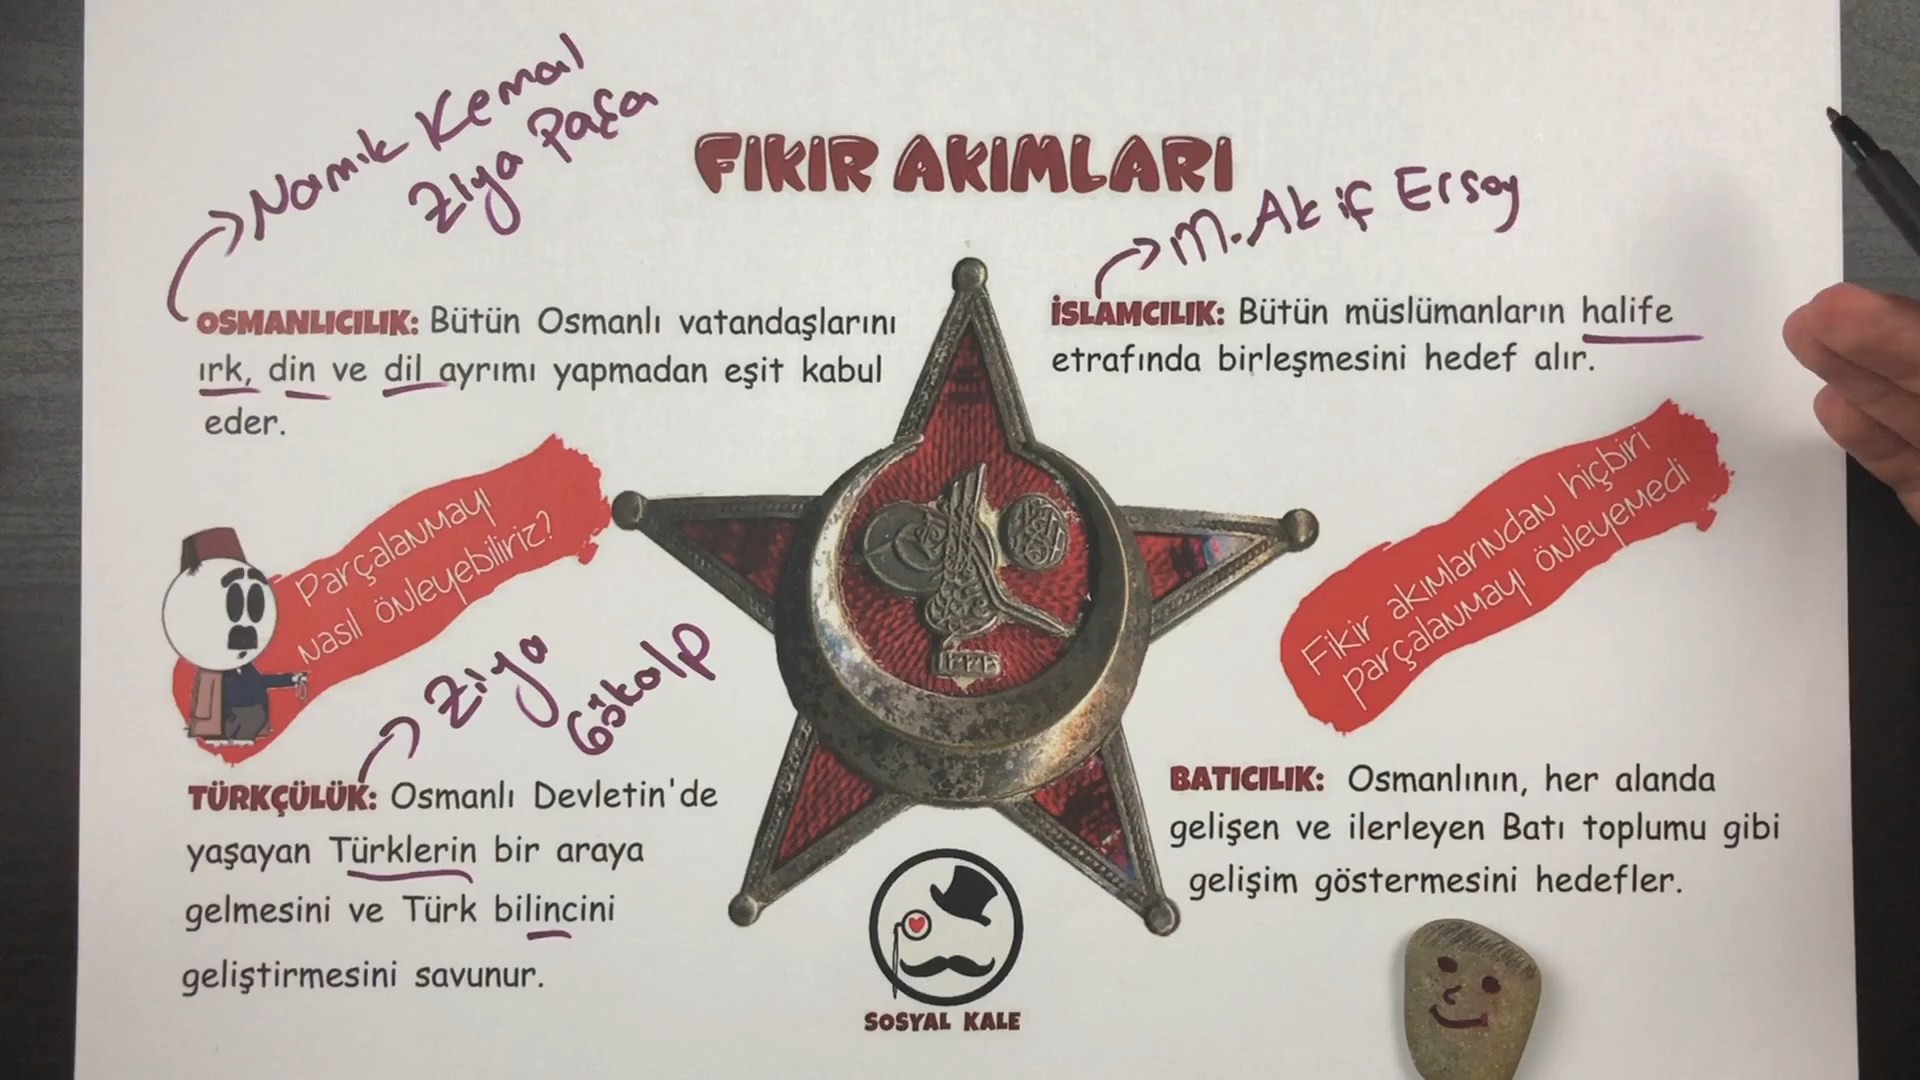 Namık Kemal
Ziya Paşa
FIKIR AKIMLARI
M. Akif Ersoy
OSMANLICILIK: Bütün Osmanlı vatandaşlarını
ırk, din ve dil ayrımı yapmadan eşit kabul
eder.
İSLAMCILIK: Bütün müslümanların halife
etrafında birleşmesini hedef alır.
Parçalanmayı
nasıl önleyebiliriz?
Fikir akımlarından hiçbiri
parçalanmayı önleyemedi
Ziya
Gökalp
TÜRKÇÜLÜK: Osmanlı Devletin'de
yaşayan Türklerin bir araya
gelmesini ve Türk bilincini
geliştirmesini savunur.
BATICILIK: Osmanlının, her alanda
gelişen ve ilerleyen Batı toplumu gibi
gelişim göstermesini hedefler.
SOSYAL KALE